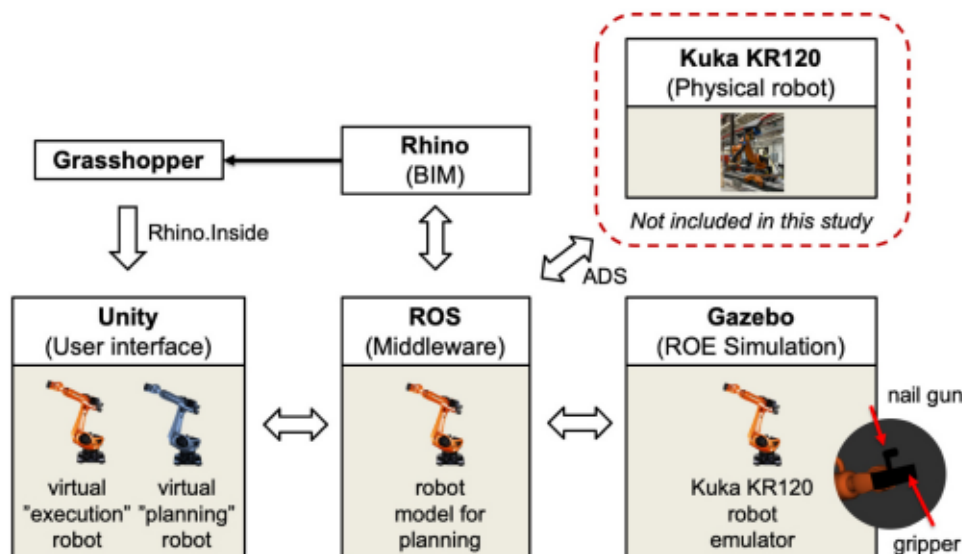 Kuka KR120
(Physical robot)
Not included in this study
Grasshopper
Rhino
(BIM)
Rhino.Inside
ADS
Unity
(User interface)
virtual
"execution"
robot
virtual
"planning"
robot
ROS
(Middleware)
robot
model for
planning
Gazebo
(ROE Simulation)
Kuka KR120
robot
emulator
nail gun
gripper